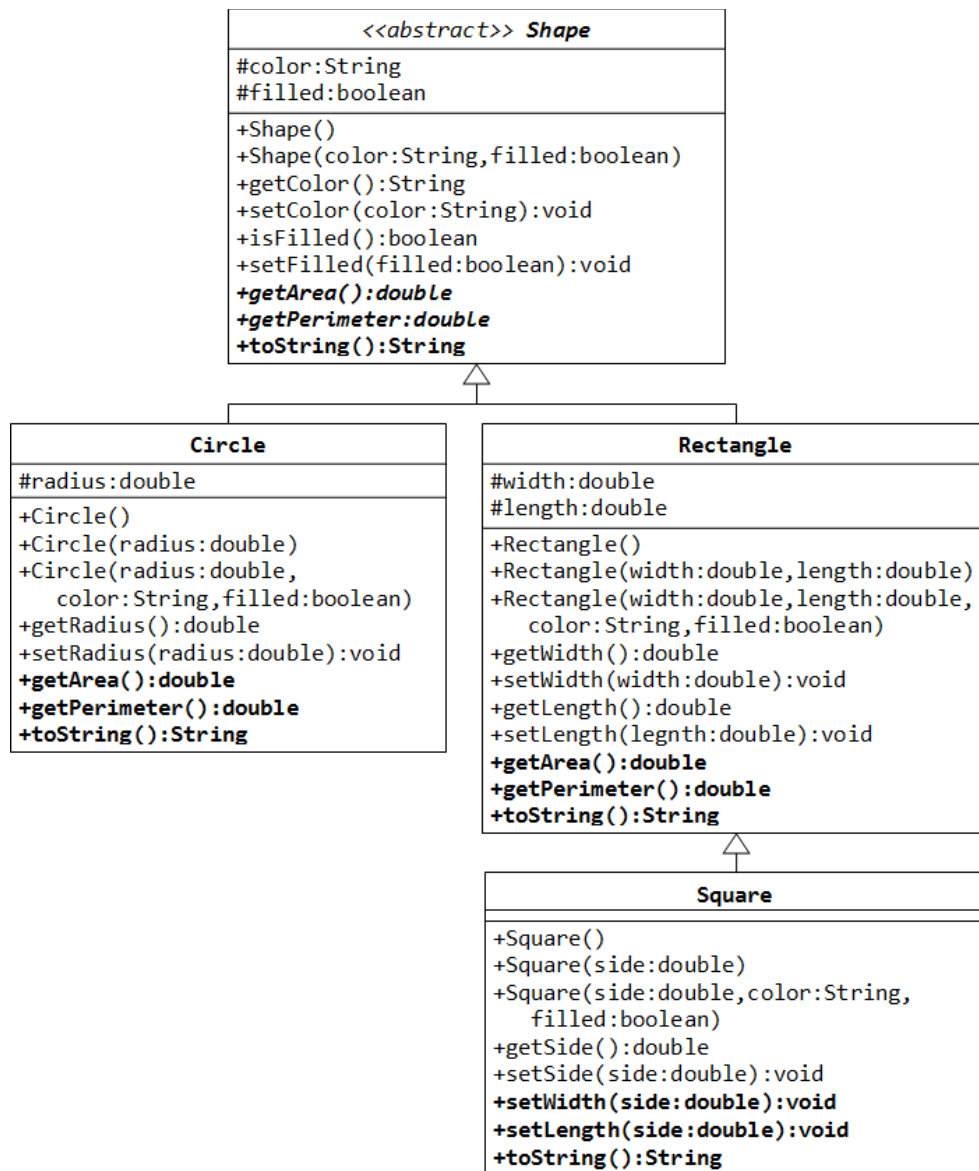 <<abstract>> Shape
#color:String
#filled:boolean
+Shape()
+Shape(color:String,filled:boolean)
+getColor():String
+setColor(color:String):void
+isFilled():boolean
+setFilled(filled:boolean):void
+getArea():double
+getPerimeter:double
+toString():String
Circle
#radius:double
+Circle()
+Circle(radius:double)
+Circle(radius:double,
color:String,filled:boolean)
+getRadius():double
+setRadius(radius:double):void
+getArea():double
+getPerimeter():double
+toString():String
Rectangle
#width:double
#length:double
+Rectangle()
+Rectangle(width:double,length:double)
+Rectangle(width:double,length:double,
color:String,filled:boolean)
+getWidth():double
+setWidth(width:double):void
+getLength():double
+setLength(legnth:double):void
+getArea():double
+getPerimeter():double
+toString():String
Square
+Square()
+Square(side:double)
+Square(side:double,color:String,
filled:boolean)
+getSide():double
+setSide(side:double):void
+setWidth(side:double):void
+setLength(side:double):void
+toString():String